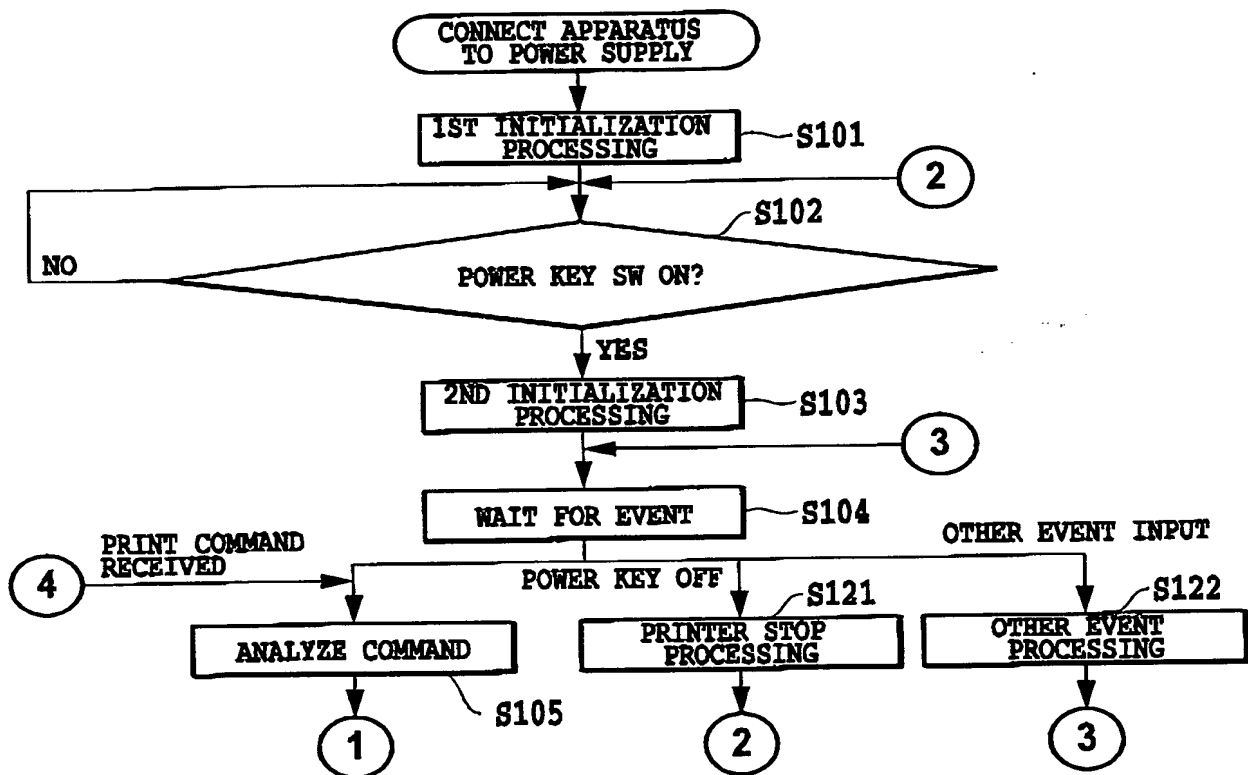 CONNECT APPARATUS
TO POWER SUPPLY
1ST INITIALIZATION
PROCESSING
S101
2
S102
NO
POWER KEY SW ON?
YES
2ND INITIALIZATION
PROCESSING
S103
3
WAIT FOR EVENT
S104
PRINT COMMAND
RECEIVED
OTHER EVENT INPUT
4
POWER KEY OFF
S121
S122
ANALYZE COMMAND
PRINTER STOP
PROCESSING
OTHER EVENT
PROCESSING
S105
1
2
3